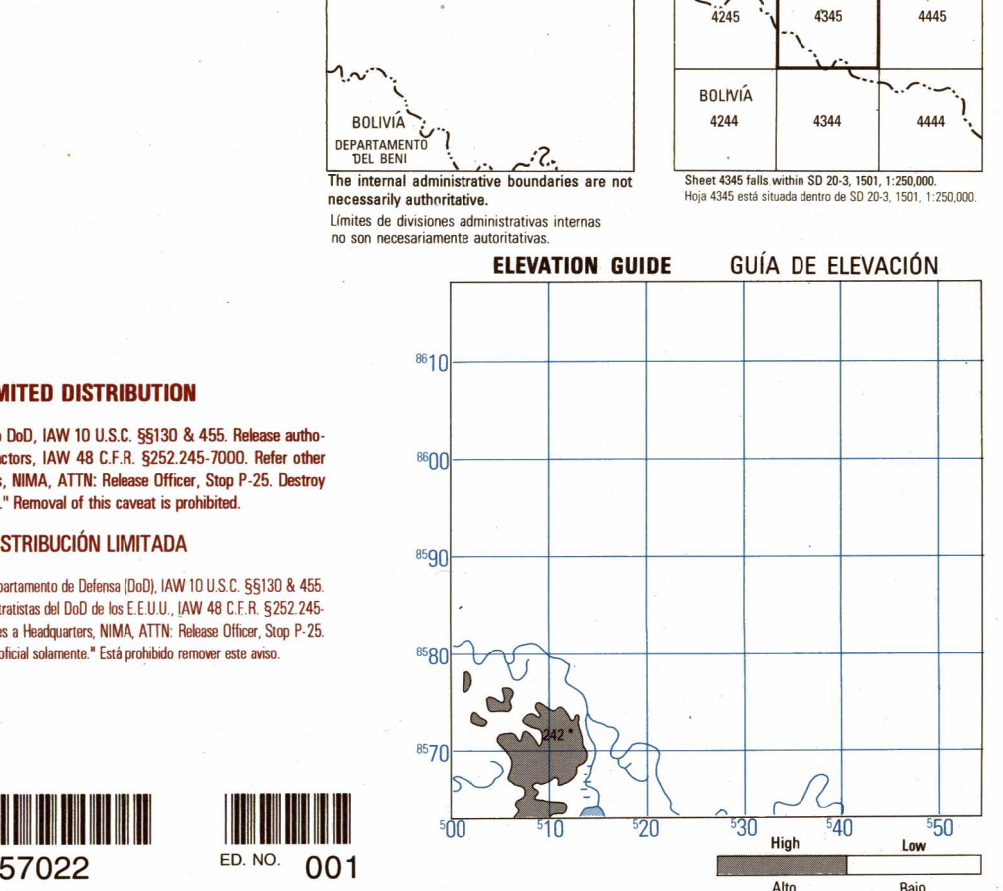 4245 4345 4445
BOLIVIÁ
4244 4344 4444
BOLIVIÁ
DEPARTAMENTO
DEL BENI
The internal administrative boundaries are not
necessarily authoritative.
Límites de divisiones administrativas internas
no son necesariamente autoritativas.
Sheet 4345 falls within SD 20-3, 1501, 1:250,000.
Hoja 4345 está situada dentro de SD 20-3, 1501, 1:250,000.
ELEVATION GUIDE GUÍA DE ELEVACIÓN
8610
8600
8590
8580
8570
242
500 510 520 530 540 550
High Low
Alto Bajo
MITED DISTRIBUTION
DoD, IAW 10 U.S.C. §§130 & 455. Release autho-
ctors, IAW 48 C.F.R. §252.245-7000. Refer other
s, NIMA, ATTN: Release Officer, Stop P-25. Destroy
." Removal of this caveat is prohibited.
STRIBUCIÓN LIMITADA
partamento de Defensa (DoD), IAW 10 U.S.C. §§130 & 455.
tratistas del DoD de los E.E.U.U., IAW 48 C.F.R. §252.245-
es a Headquarters, NIMA, ATTN: Release Officer, Stop P-25.
oficial solamente." Está prohibido remover este aviso.
57022
ED. NO. 001